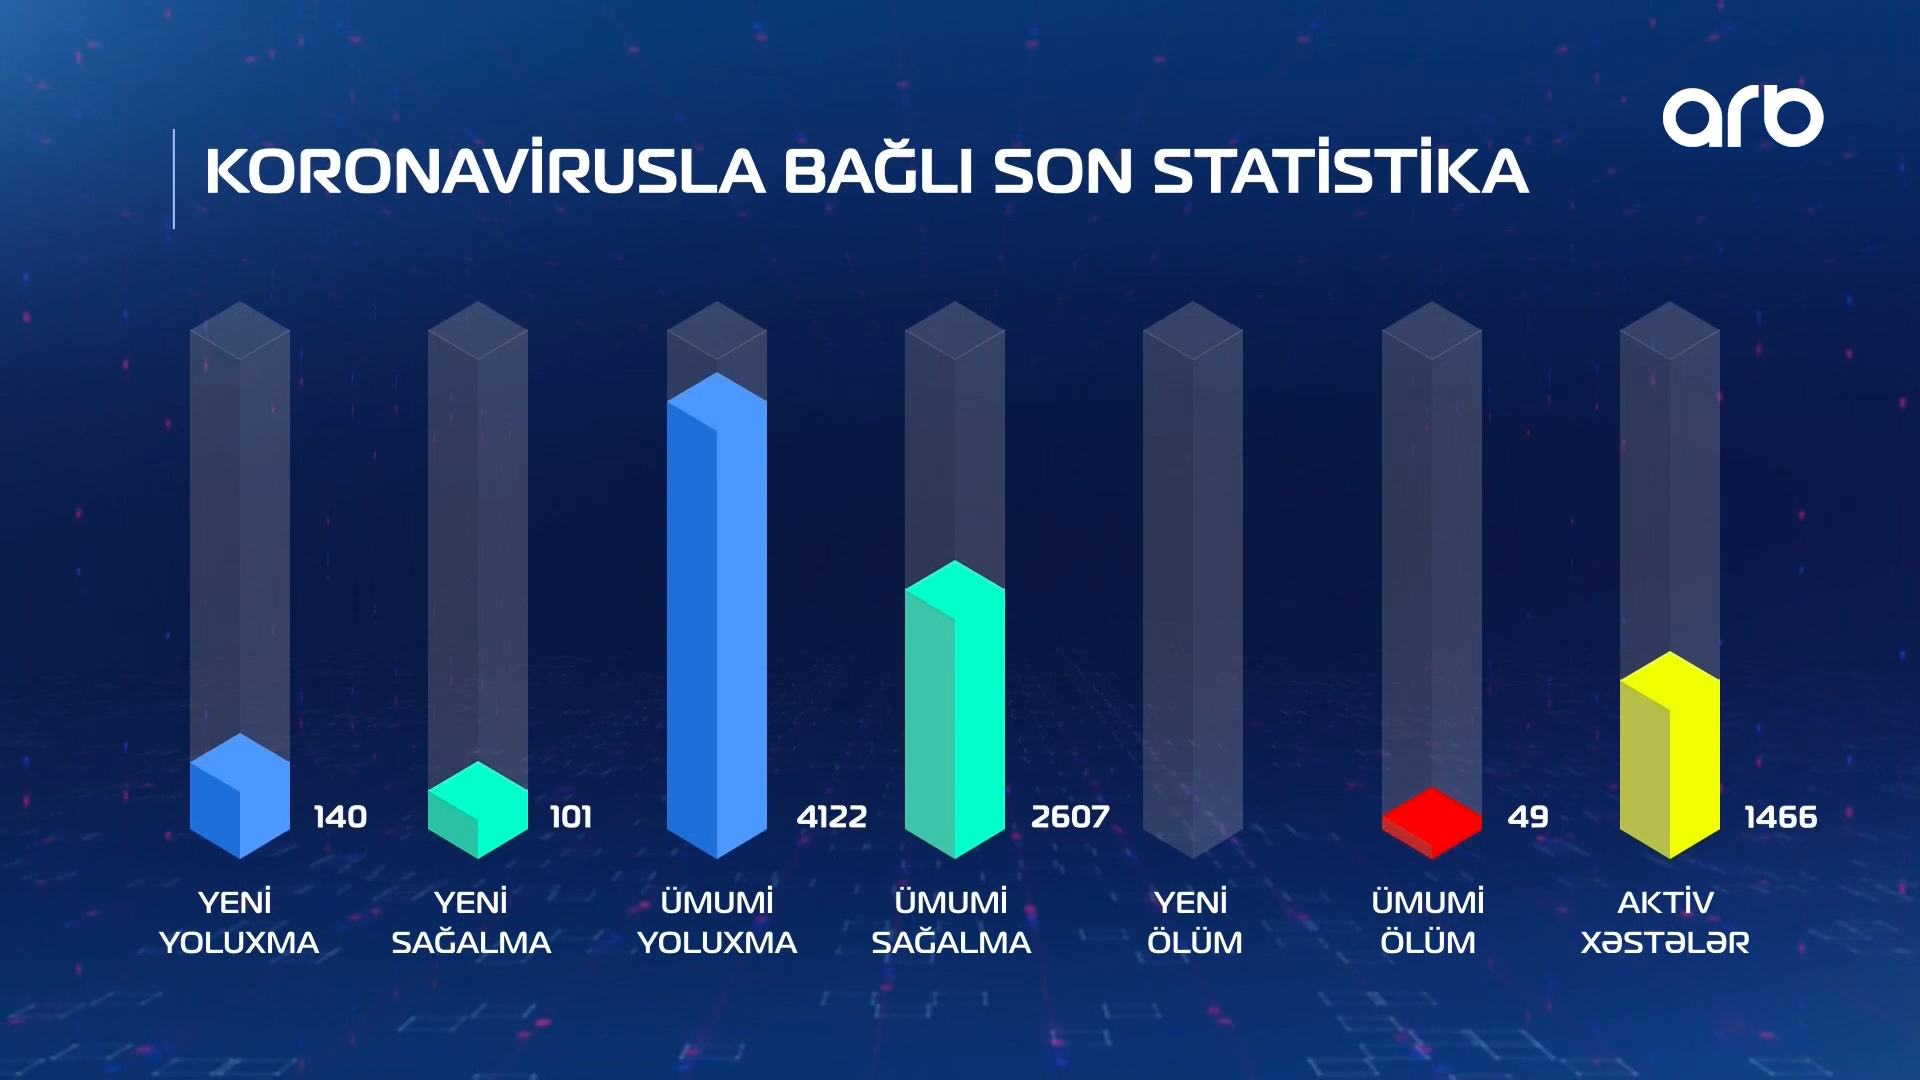 arb
KORONAVİRUSLA BAĞLI SON STATİSTİKA
140
101
4122
2607
49
1466
YENİ
YOLUXMA
YENİ
SAĞALMA
ÜMUMİ
YOLUXMA
ÜMUMİ
SAĞALMA
YENİ
ÖLÜM
ÜMUMİ
ÖLÜM
AKTİV
XƏSTƏLƏR